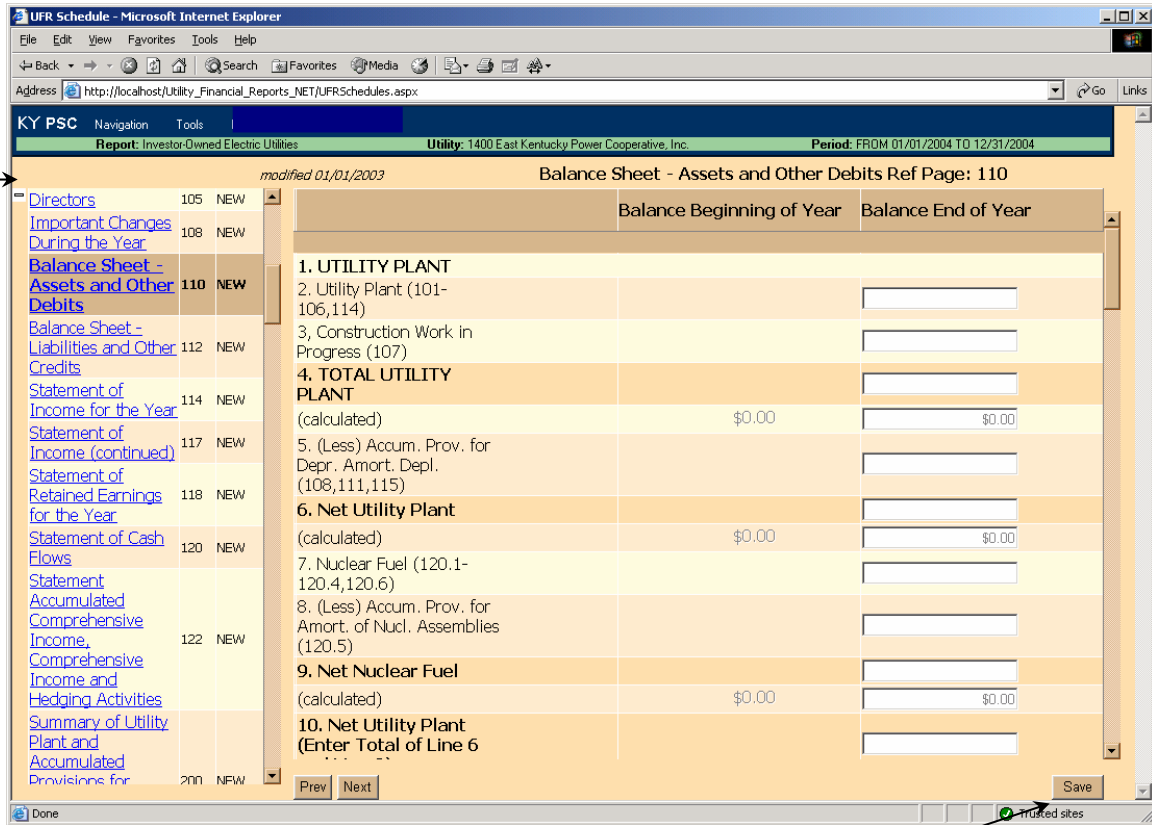 UFR Schedule - Microsoft Internet Explorer
File Edit View Favorites Tools Help
Back Search Favorites Media
Address http://localhost/Utility_Financial_Reports_NET/UFRSchedules.aspx Go Links
KY PSC Navigation Tools
Report: Investor-Owned Electric Utilities Utility: 1400 East Kentucky Power Cooperative, Inc. Period: FROM 01/01/2004 TO 12/31/2004
modified 01/01/2003 Balance Sheet - Assets and Other Debits Ref Page: 110
Directors 105 NEW
Important Changes
During the Year 108 NEW
Balance Sheet -
Assets and Other 110 NEW
Debits
Balance Sheet -
Liabilities and Other 112 NEW
Credits
Statement of
Income for the Year 114 NEW
Statement of
Income (continued) 117 NEW
Statement of
Retained Earnings 118 NEW
for the Year
Statement of Cash
Flows 120 NEW
Statement
Accumulated
Comprehensive
Income, 122 NEW
Comprehensive
Income and
Hedging Activities
Summary of Utility
Plant and
Accumulated
Provisions for 200 NEW
Balance Beginning of Year Balance End of Year
1. UTILITY PLANT
2. Utility Plant (101-
106,114)
3, Construction Work in
Progress (107)
4. TOTAL UTILITY
PLANT
(calculated) $0.00 $0.00
5. (Less) Accum. Prov. for
Depr. Amort. Depl.
(108,111,115)
6. Net Utility Plant
(calculated) $0.00 $0.00
7. Nuclear Fuel (120.1-
120.4,120.6)
8. (Less) Accum. Prov. for
Amort. of Nucl. Assemblies
(120.5)
9. Net Nuclear Fuel
(calculated) $0.00 $0.00
10. Net Utility Plant
(Enter Total of Line 6
Prev Next Save
Done Trusted sites